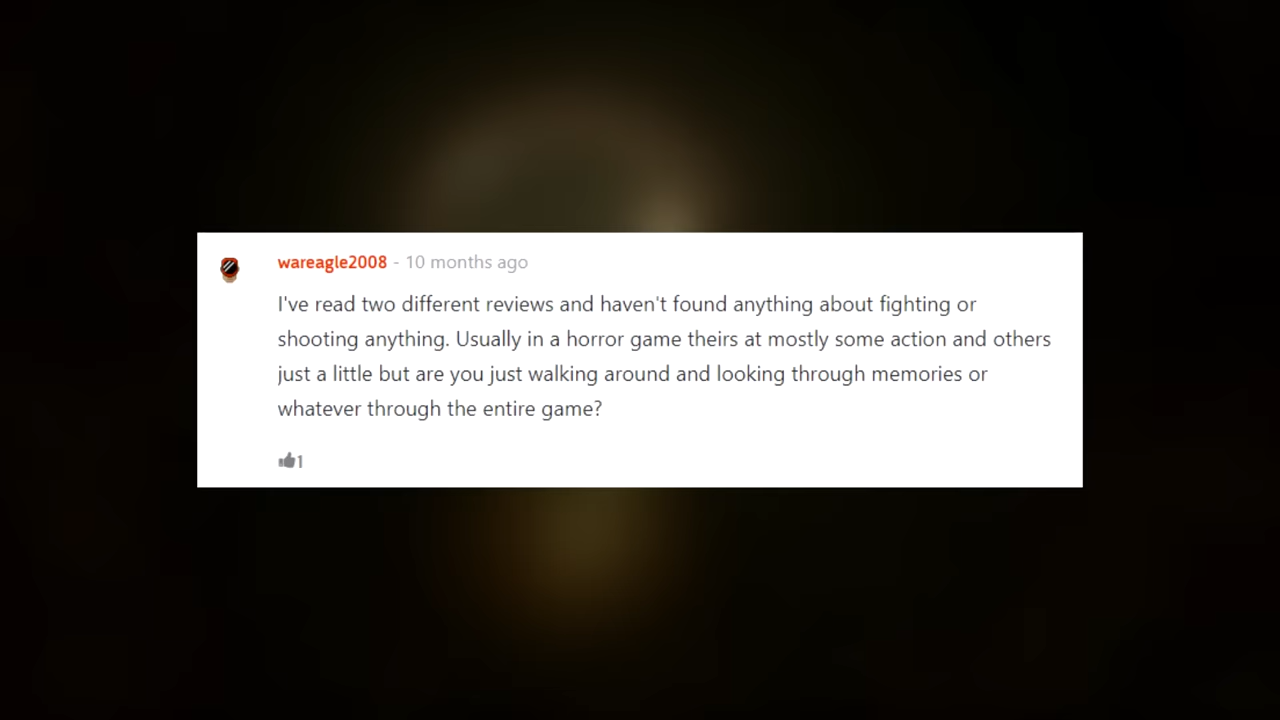 wareagle2008 - 10 months ago
I've read two different reviews and haven't found anything about fighting or
shooting anything. Usually in a horror game theirs at mostly some action and others
just a little but are you just walking around and looking through memories or
whatever through the entire game?
1